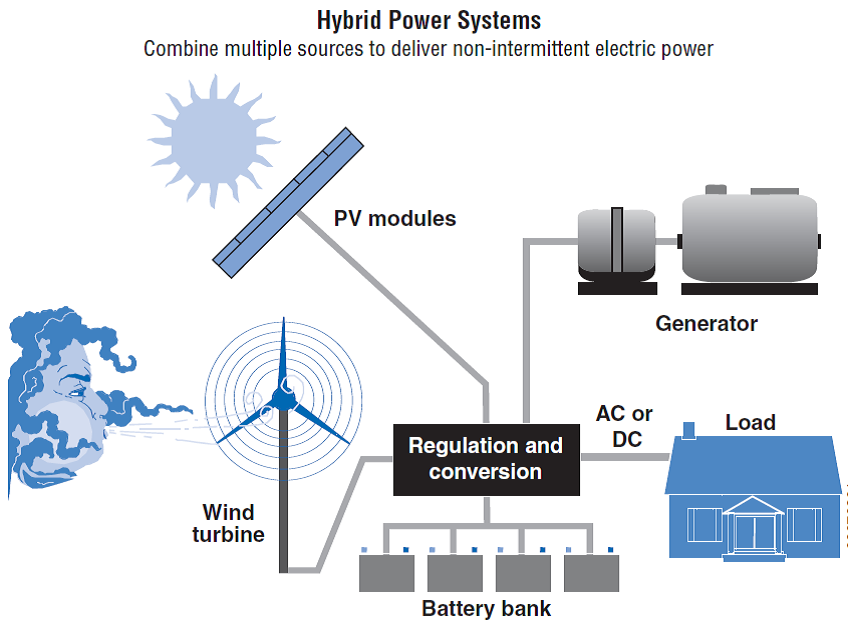 Hybrid Power Systems
Combine multiple sources to deliver non-intermittent electric power
PV modules
Generator
AC or
DC
Load
Regulation and
conversion
Wind
turbine
Battery bank